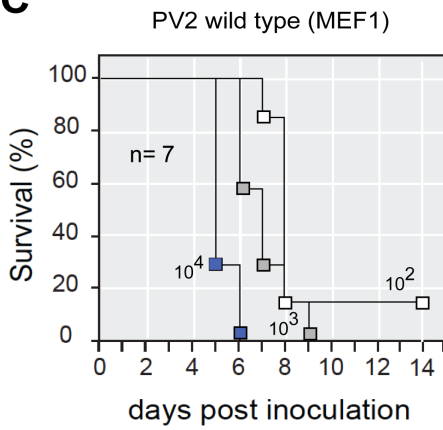 C
PV2 wild type (MEF1)
Survival (%)
100
80
60
40
20
0
n= 7
10⁴
10³
10²
0 2 4 6 8 10 12 14
days post inoculation